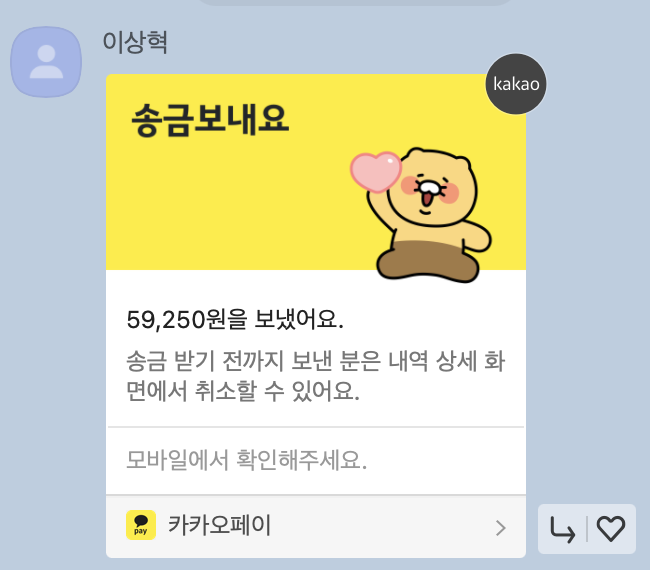 이상혁
kakao
송금보내요
59,250원을 보냈어요.
송금 받기 전까지 보낸 분은 내역 상세 화
면에서 취소할 수 있어요.
모바일에서 확인해주세요.
pay
카카오페이